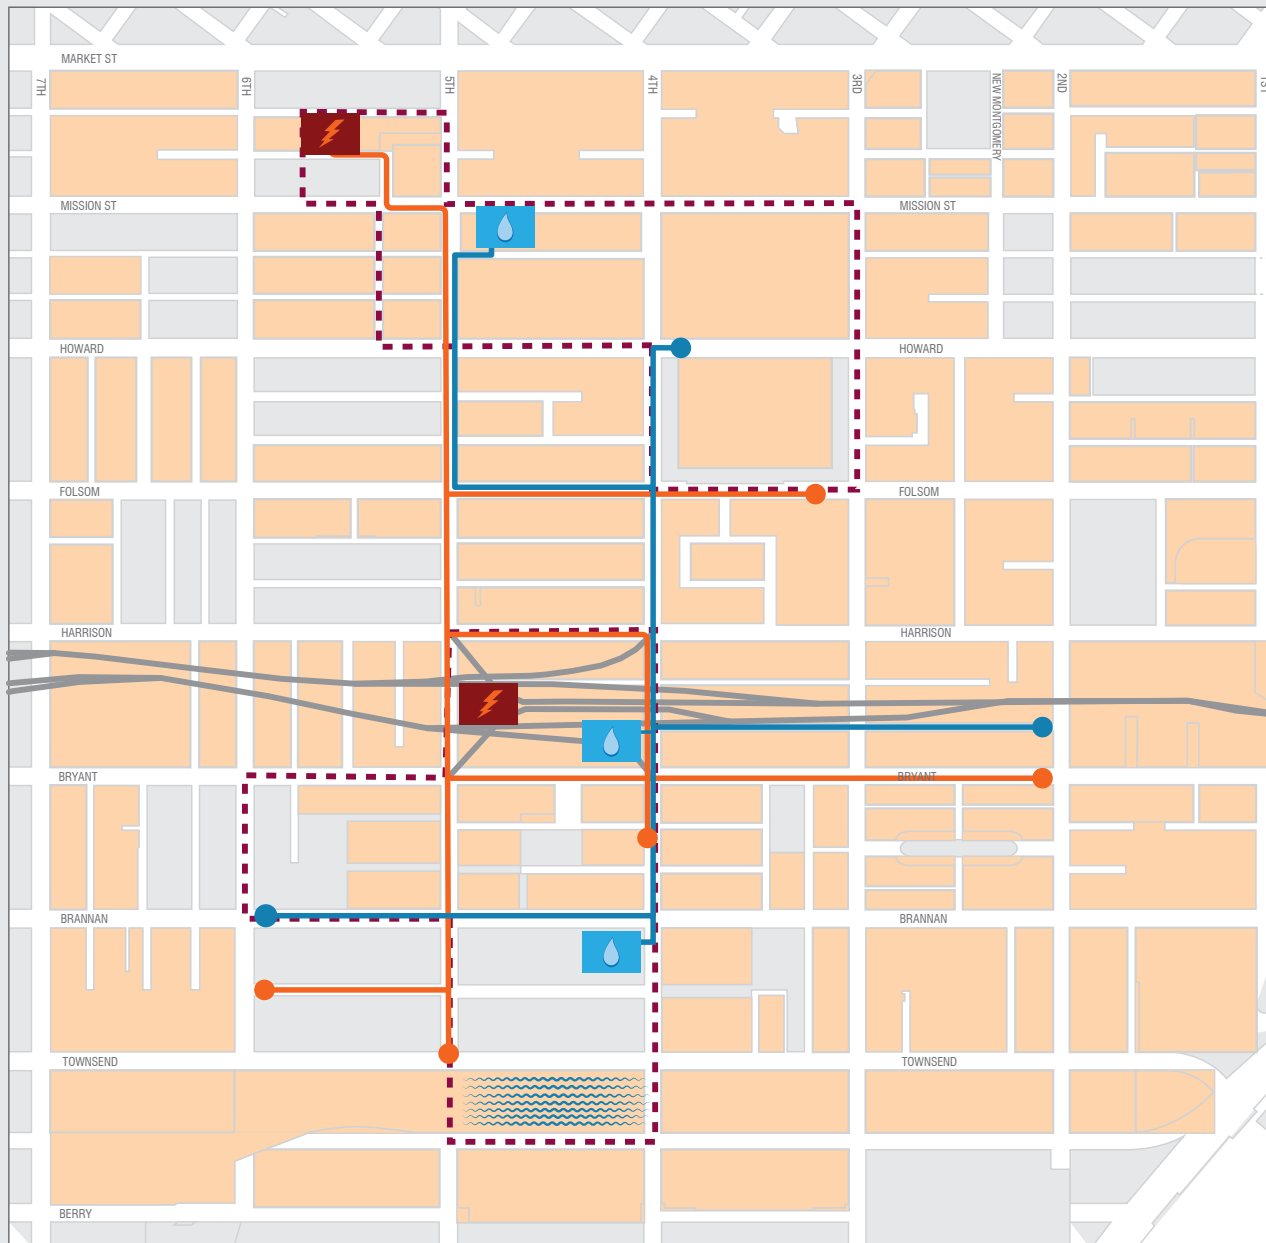 MARKET ST
7TH
6TH
5TH
4TH
3RD
NEW MONTGOMERY
2ND
1ST
MISSION ST
MISSION ST
HOWARD
HOWARD
FOLSOM
FOLSOM
HARRISON
HARRISON
BRYANT
BRYANT
BRANNAN
BRANNAN
TOWNSEND
TOWNSEND
BERRY